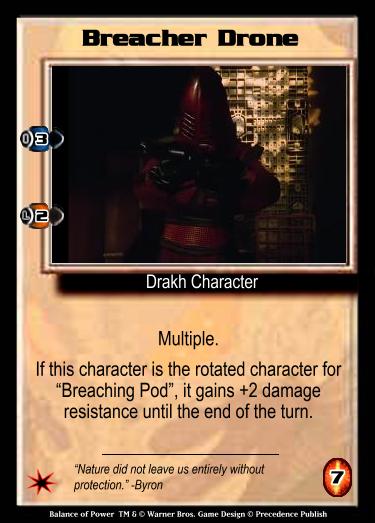 Breacher Drone
I 3
L 2
Drakh Character
Multiple.
If this character is the rotated character for
“Breaching Pod”, it gains +2 damage
resistance until the end of the turn.
“Nature did not leave us entirely without
protection.” -Byron
7
Balance of Power TM & © Warner Bros. Game Design © Precedence Publish